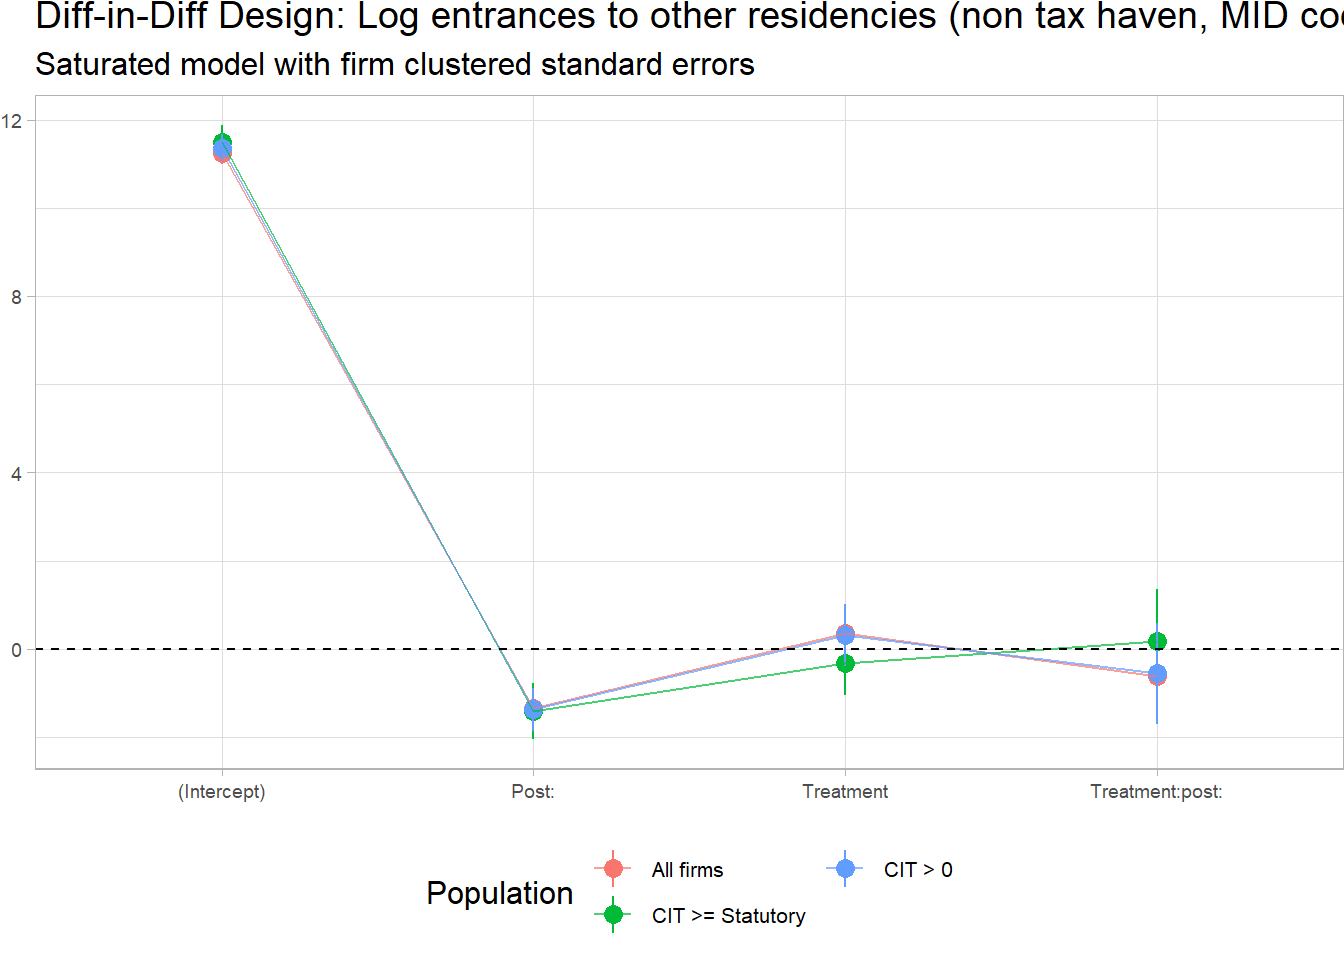 Diff-in-Diff Design: Log entrances to other residencies (non tax haven, MID
Saturated model with firm clustered standard errors
12
8
4
0
(Intercept) Post: Treatment Treatment:post:
Population
All firms CIT > 0
CIT >= Statutory